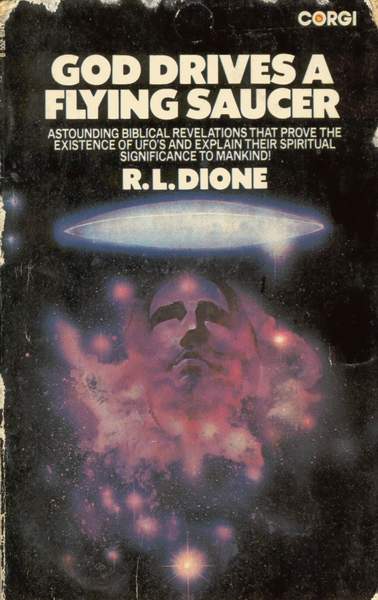 CORGI
GOD DRIVES A
FLYING SAUCER
ASTOUNDING BIBLICAL REVELATIONS THAT PROVE THE
EXISTENCE OF UFO'S AND EXPLAIN THEIR SPIRITUAL
SIGNIFICANCE TO MANKIND!
R.L.DIONE